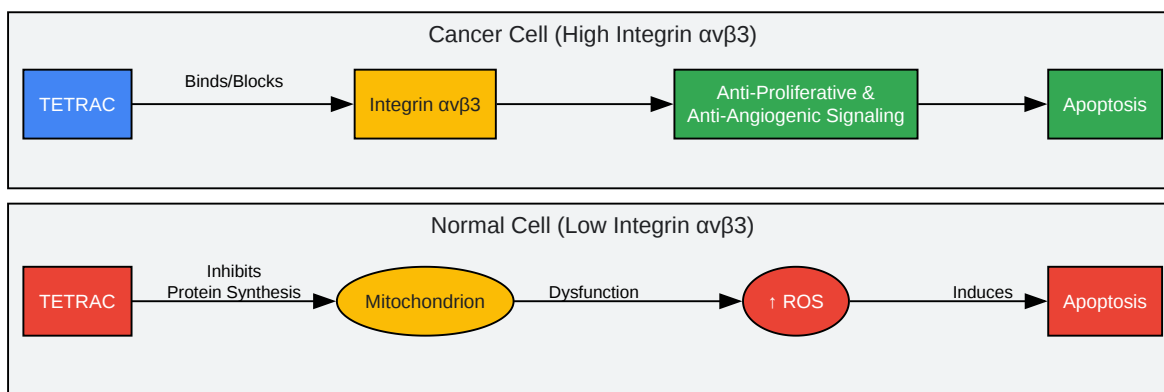 Cancer Cell (High Integrin αvβ3)
TETRAC
Binds/Blocks
Integrin αvβ3
Anti-Proliferative &
Anti-Angiogenic Signaling
Apoptosis
Normal Cell (Low Integrin αvβ3)
TETRAC
Inhibits
Protein Synthesis
Mitochondrion
Dysfunction
↑ ROS
Induces
Apoptosis